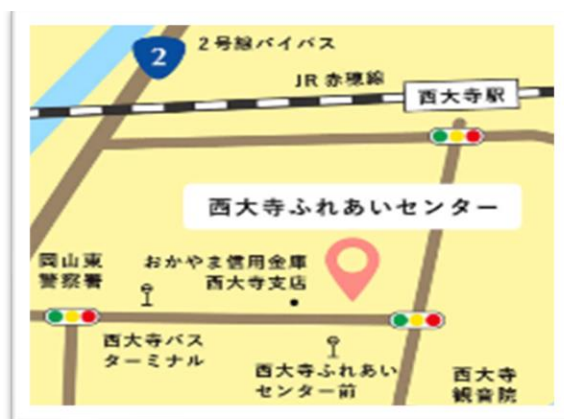 2
2号線バイパス
JR 赤穂線
西大寺駅
西大寺ふれあいセンター
岡山東
警察署
おかやま信用金庫
西大寺支店
西大寺バス
ターミナル
西大寺ふれあい
センター前
西大寺
観音院